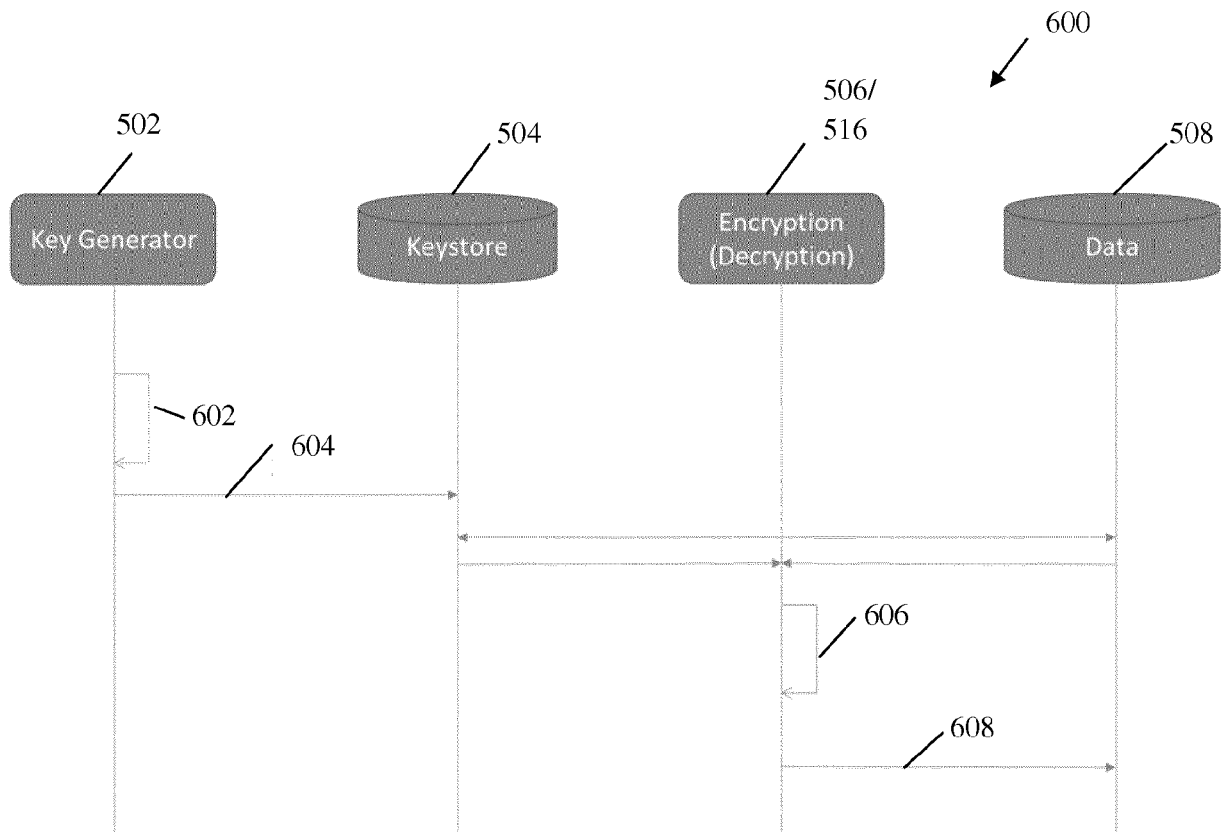 600
502
504
506/
516
508
Key Generator
Keystore
Encryption
(Decryption)
Data
602
604
606
608